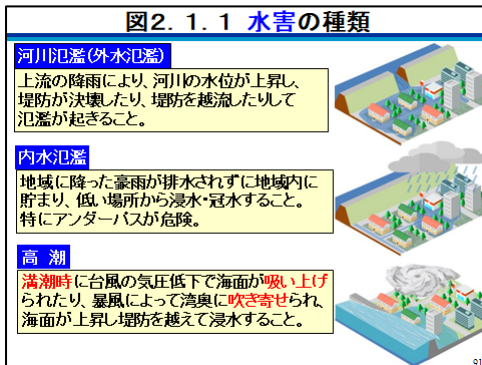 図2. 1. 1 水害の種類
河川氾濫(外水氾濫)
上流の降雨により、河川の水位が上昇し、
堤防が決壊したり、堤防を越流したりして
氾濫が起きること。
内水氾濫
地域に降った豪雨が排水されずに地域内に
貯まり、低い場所から浸水・冠水すること。
特にアンダーパスが危険。
高 潮
満潮時に台風の気圧低下で海面が吸い上げ
られたり、暴風によって湾奥に吹き寄せられ、
海面が上昇し堤防を越えて浸水すること。
91